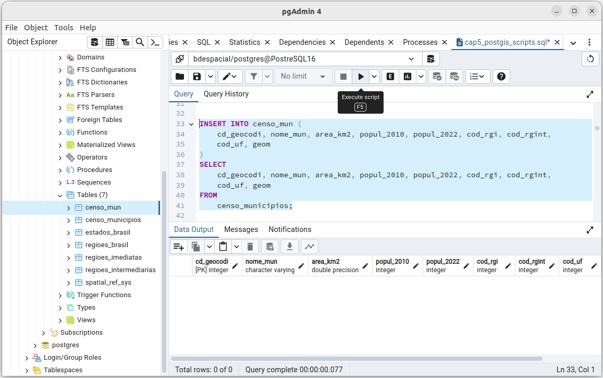 pgAdmin 4
File Object Tools Help
Object Explorer
Domains
FTS Configurations
FTS Dictionaries
FTS Parsers
FTS Templates
Foreign Tables
Functions
Materialized Views
Operators
Procedures
Sequences
Tables (7)
censo_mun
censo_municipios
estados_brasil
regioes_brasil
regioes_imediatas
regioes_intermediarias
spatial_ref_sys
Trigger Functions
Types
Views
Subscriptions
postgres
Login/Group Roles
Tablespaces
ies SQL Statistics Dependencies Dependents Processes cap5_postgis_scripts.sql*
bdespacial/postgres@PostgreSQL16
No limit
Execute script
F5
Query Query History
31
32
33 INSERT INTO censo_mun (
34 cd_geocodi, nome_mun, area_km2, popul_2010, popul_2022, cod_rgi, cod_rgint,
35 cod_uf, geom
36 )
37 SELECT
38 cd_geocodi, nome_mun, area_km2, popul_2010, popul_2022, cod_rgi, cod_rgint,
39 cod_uf, geom
40 FROM
41 censo_municipios;
42
Data Output Messages Notifications
cd_geocodi nome_mun area_km2 popul_2010 popul_2022 cod_rgi cod_rgint cod_uf
[PK] integer character varying double precision integer integer integer integer integer
Total rows: 0 of 0 Query complete 00:00:00.077 Ln 33, Col 1